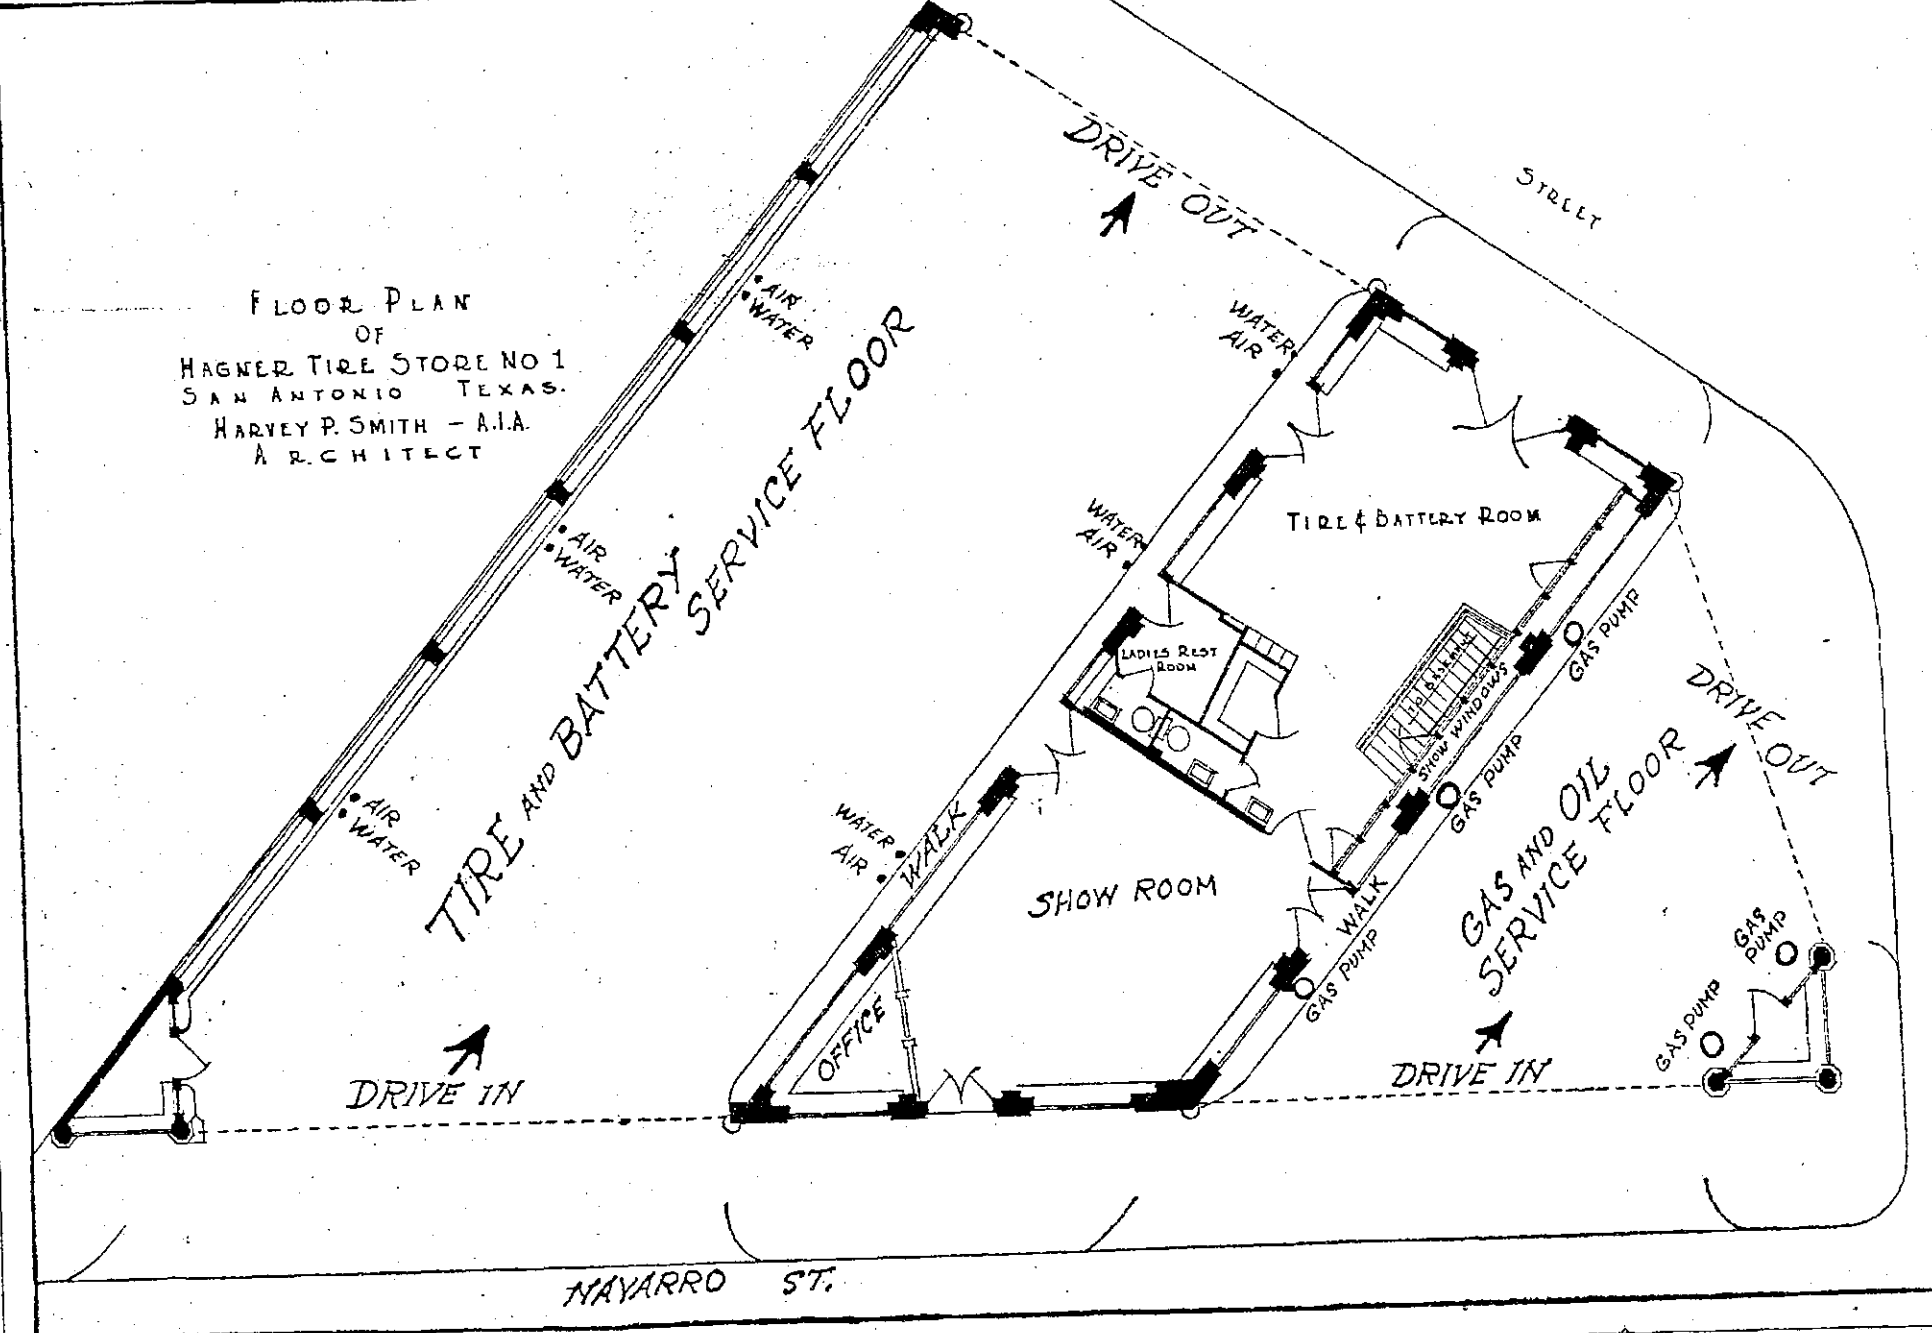 FLOOR PLAN
OF
HAGNER TIRE STORE NO 1
SAN ANTONIO TEXAS.
HARVEY P. SMITH – A.I.A.
ARCHITECT
DRIVE OUT
STREET
AIR
WATER
WATER
AIR
TIRE AND BATTERY
SERVICE FLOOR
AIR
WATER
WATER
AIR
TIRE & BATTERY ROOM
LADIES REST
ROOM
TO BASEMENT
SHOW WINDOWS
GAS PUMP
GAS PUMP
DRIVE OUT
AIR
WATER
WATER
AIR
WALK
SHOW ROOM
WALK
GAS PUMP
GAS AND OIL
SERVICE FLOOR
GAS
PUMP
GAS PUMP
OFFICE
DRIVE IN
DRIVE IN
NAVARRO ST.